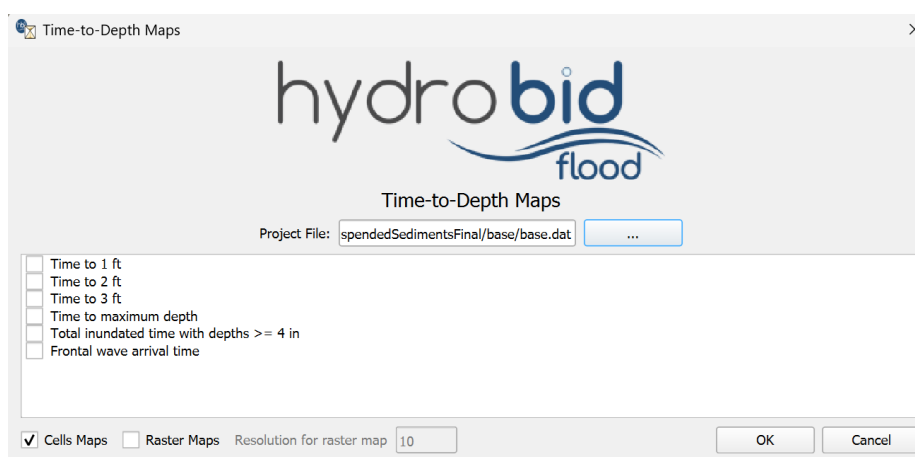 Time-to-Depth Maps
hydrobid
flood
Time-to-Depth Maps
Project File: spendedSedimentsFinal/base/base.dat ...
Time to 1 ft
Time to 2 ft
Time to 3 ft
Time to maximum depth
Total inundated time with depths >= 4 in
Frontal wave arrival time
Cells Maps Raster Maps Resolution for raster map 10 OK Cancel